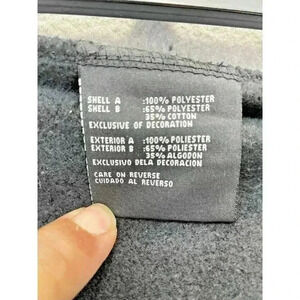 SHELL A :100% POLYESTER
SHELL B :65% POLYESTER
35% COTTON
EXCLUSIVE OF DECORATION
EXTERIOR A :100% POLIESTER
EXTERIOR B :65% POLIESTER
35% ALGODON
EXCLUSIVO DELA DECORACION
CARE ON REVERSE
CUIDADO AL REVERSO